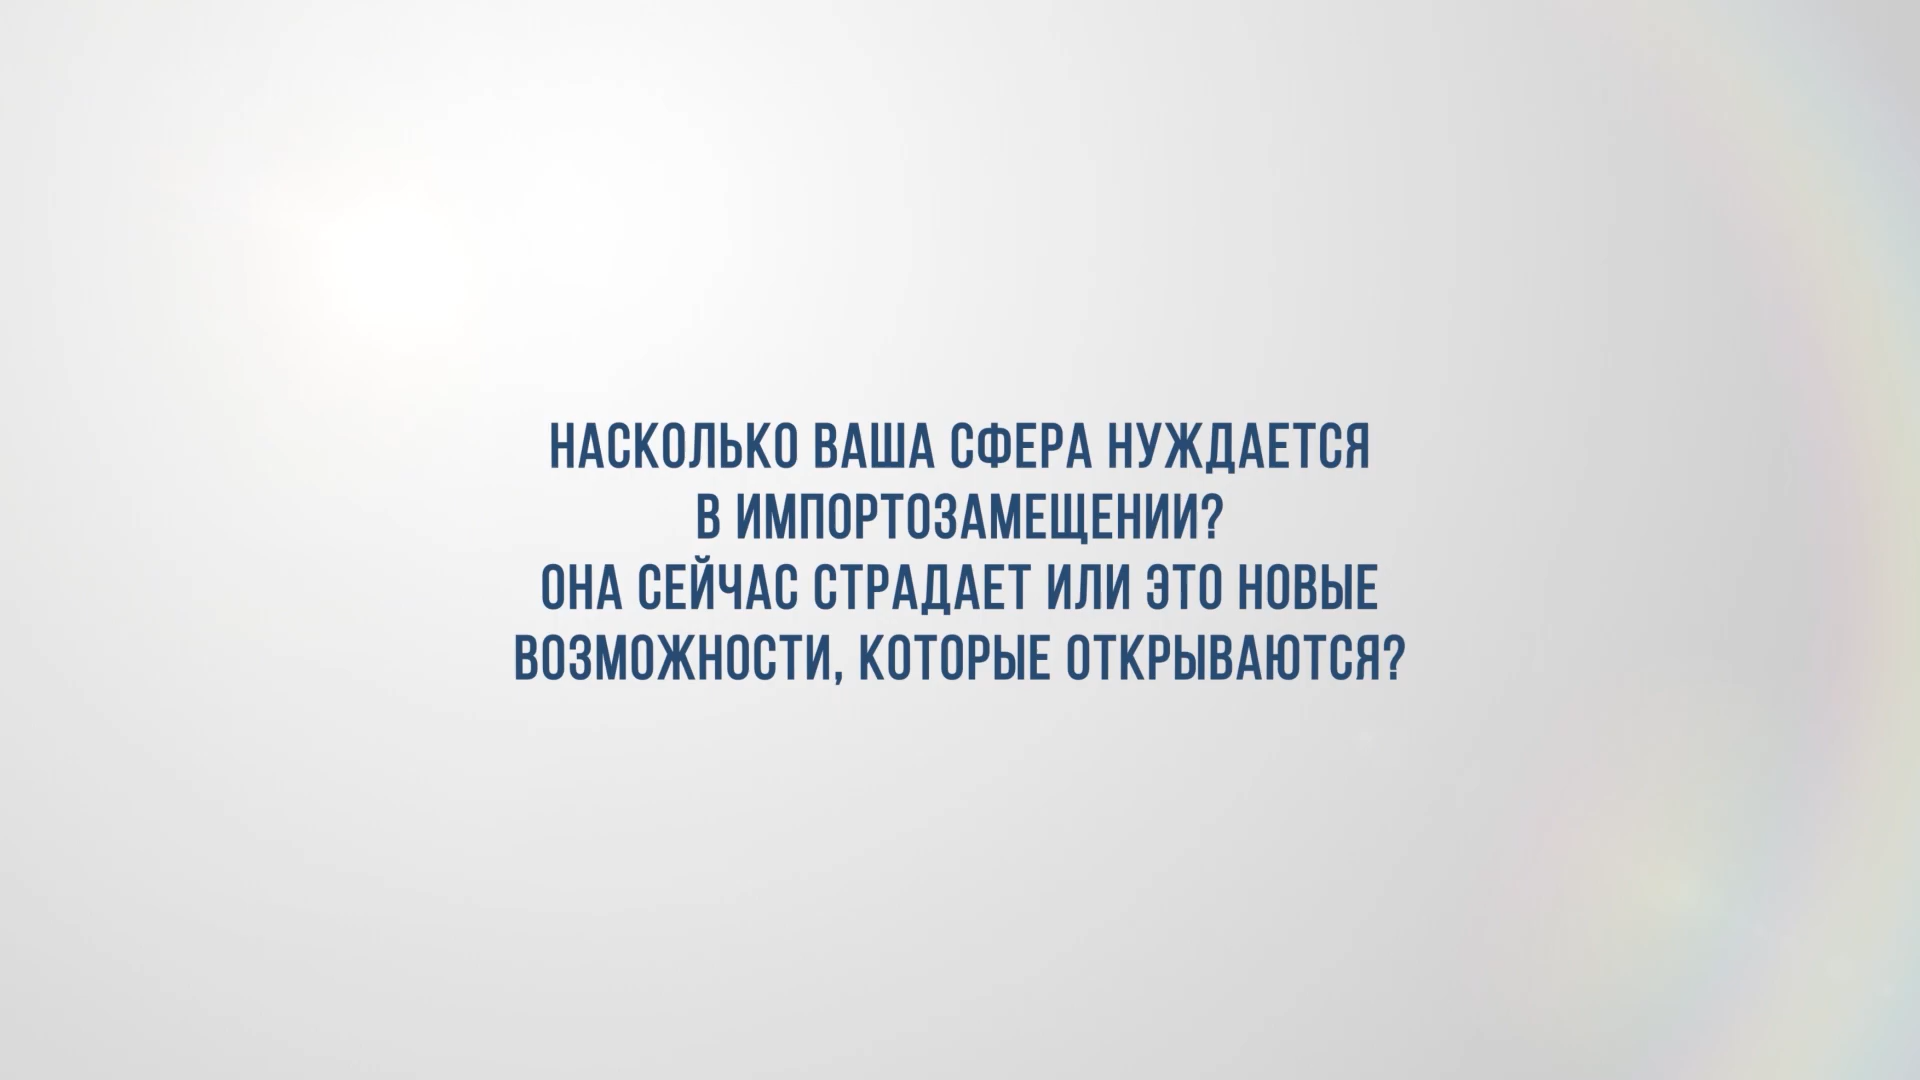 НАСКОЛЬКО ВАША СФЕРА НУЖДАЕТСЯ
В ИМПОРТОЗАМЕЩЕНИИ?
ОНА СЕЙЧАС СТРАДАЕТ ИЛИ ЭТО НОВЫЕ
ВОЗМОЖНОСТИ, КОТОРЫЕ ОТКРЫВАЮТСЯ?